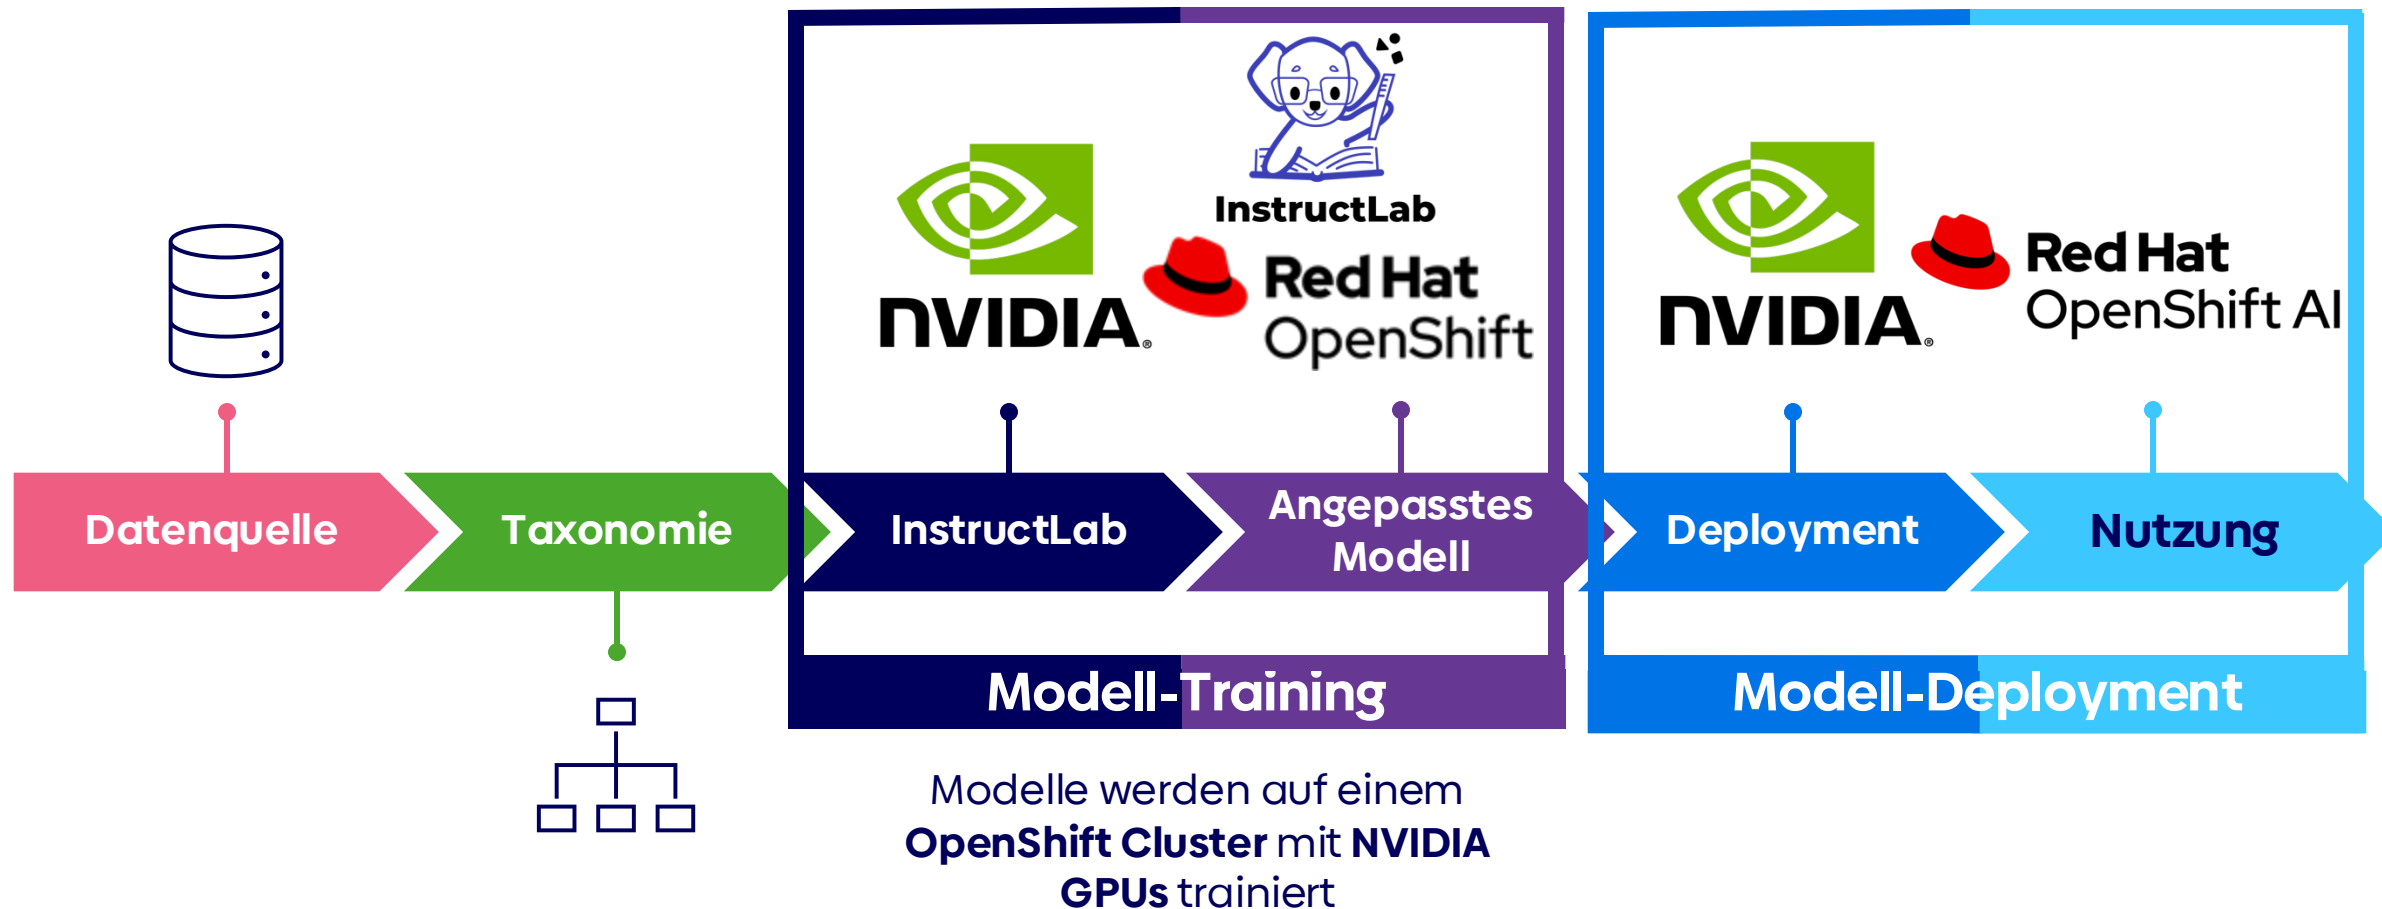 InstructLab
NVIDIA®
Red Hat
OpenShift
NVIDIA®
Red Hat
OpenShift AI
Datenquelle
Taxonomie
InstructLab
Angepasstes
Modell
Deployment
Nutzung
Modell-Training
Modell-Deployment
Modelle werden auf einem
OpenShift Cluster mit NVIDIA
GPUs trainiert